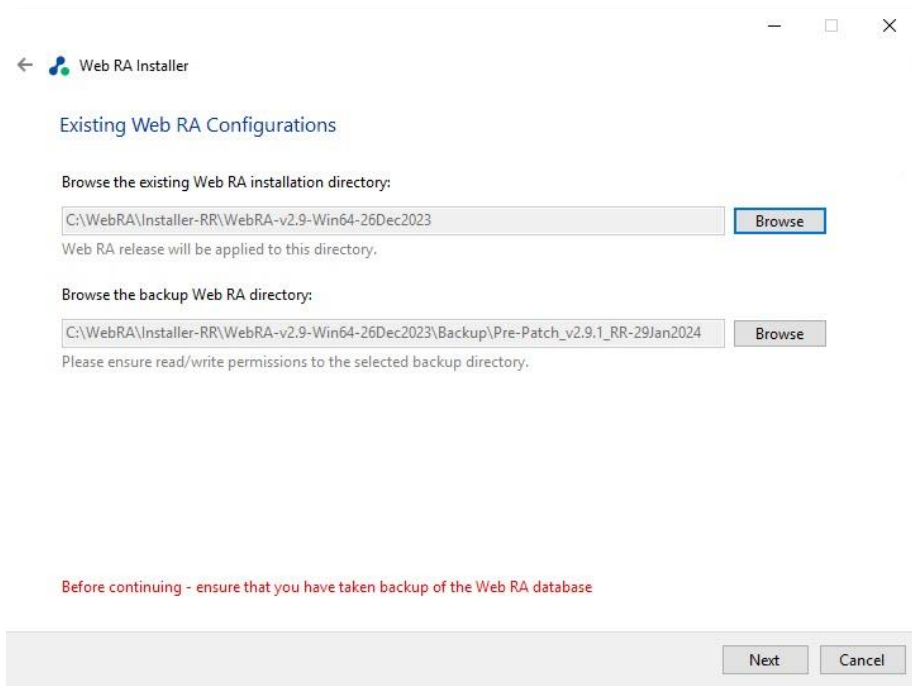 Web RA Installer
Existing Web RA Configurations
Browse the existing Web RA installation directory:
C:\WebRA\Installer-RR\WebRA-v2.9-Win64-26Dec2023
Browse
Web RA release will be applied to this directory.
Browse the backup Web RA directory:
C:\WebRA\Installer-RR\WebRA-v2.9-Win64-26Dec2023\Backup\Pre-Patch_v2.9.1_RR-29Jan2024
Browse
Please ensure read/write permissions to the selected backup directory.
Before continuing - ensure that you have taken backup of the Web RA database
Next
Cancel